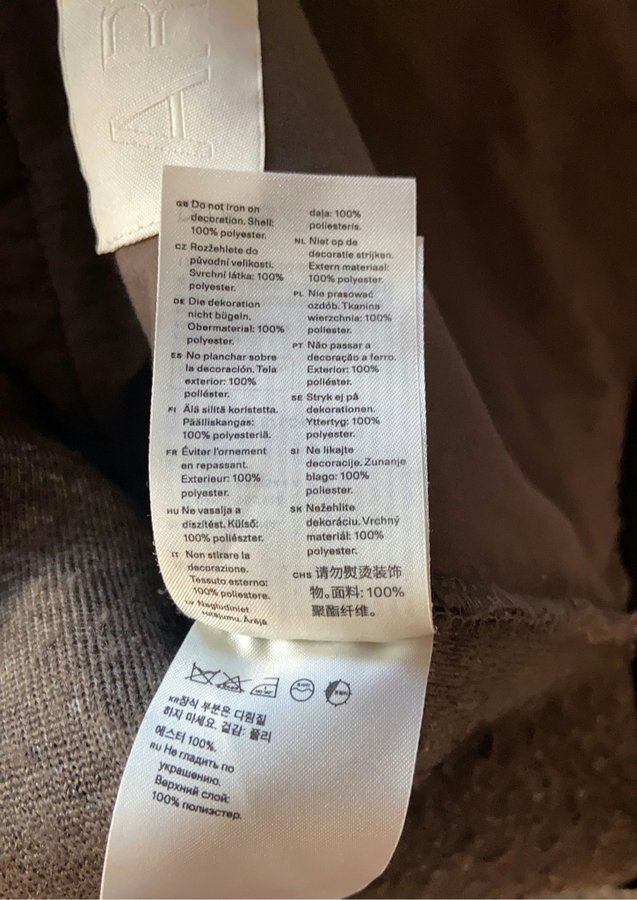 AR
GB Do not iron on
decoration. Shell:
100% polyester.
CZ Rozžehlete do
původní velikosti.
Svrchní látka: 100%
polyester.
DE Die dekoration
nicht bügeln.
Obermaterial: 100%
polyester.
ES No planchar sobre
la decoración. Tela
exterior: 100%
poliéster.
FI Älä silitä koristetta.
Päälliskangas:
100% polyesteriä.
FR Éviter l'ornement
en repassant.
Exterieur: 100%
polyester.
HU Ne vasalja a
díszítést. Külső:
100% poliészter.
IT Non stirare la
decorazione.
Tessuto esterno:
100% poliestere.
LV Negludiniet
rotājumu. Ārējā
daļa: 100%
poliesteris.
NL Niet op de
decoratie strijken.
Extern materiaal:
100% polyester.
PL Nie prasować
ozdób. Tkanina
wierzchnia: 100%
poliester.
PT Não passar a
decoração a ferro.
Exterior: 100%
poliéster.
SE Stryk ej på
dekorationen.
Yttertyg: 100%
polyester.
SI Ne likajte
decoracije. Zunanje
blago: 100%
poliester.
SK Nežehlite
dekoráciu. Vrchný
materiál: 100%
polyester.
CHS 请勿熨烫装饰
物。面料: 100%
聚酯纤维。
KR 장식 부분은 다림질
하지 마세요. 겉감: 폴리
에스터 100%.
RU Не гладить по
украшению.
Верхний слой:
100% полиэстер.